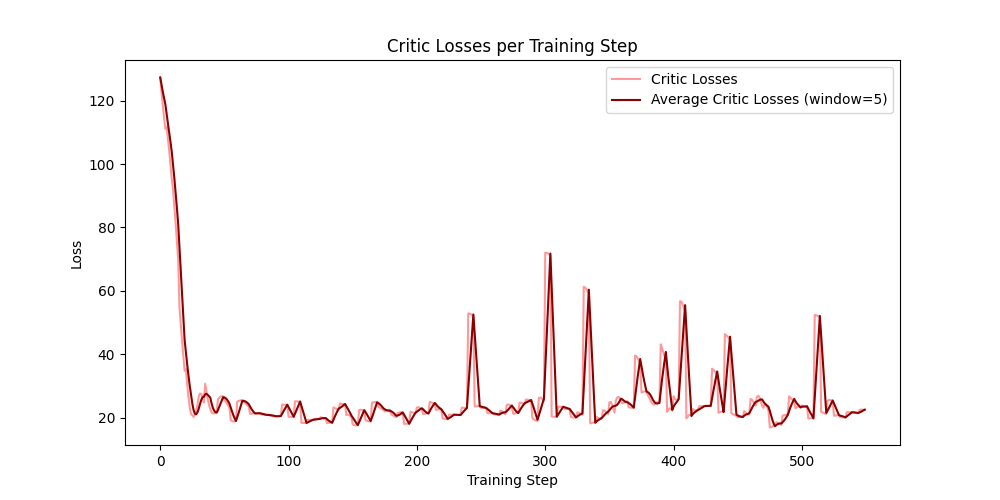 Critic Losses per Training Step
Critic Losses
Average Critic Losses (window=5)
Loss
120
100
80
60
40
20
0 100 200 300 400 500
Training Step